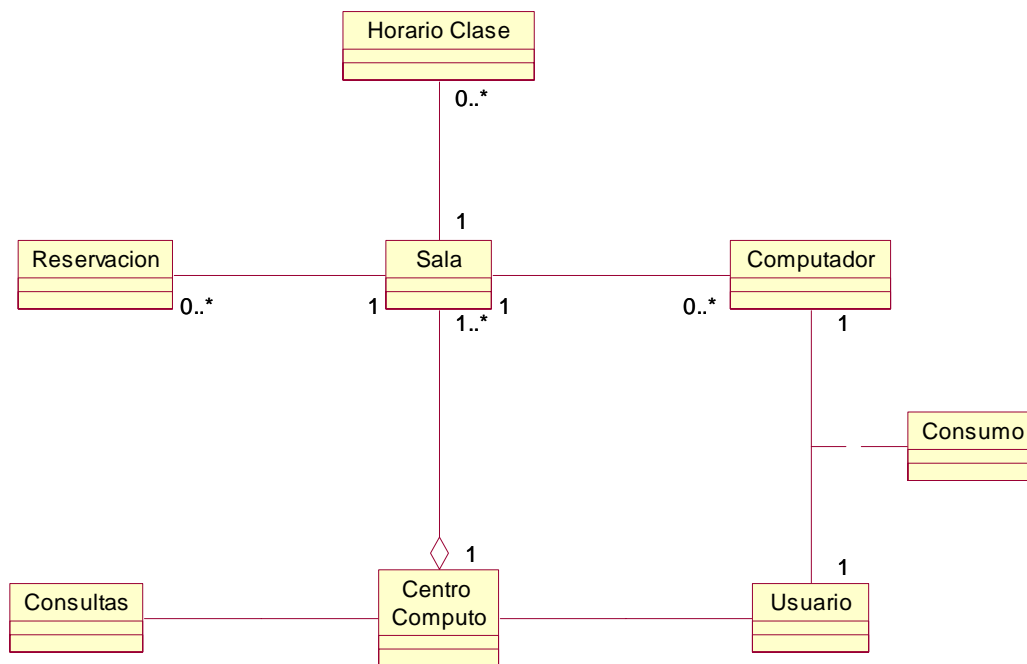 Horario Clase
0..*
1
Reservacion
Sala
Computador
0..*
1
1
0..*
1..*
1
Consumo
1
1
Consultas
Centro
Computo
Usuario